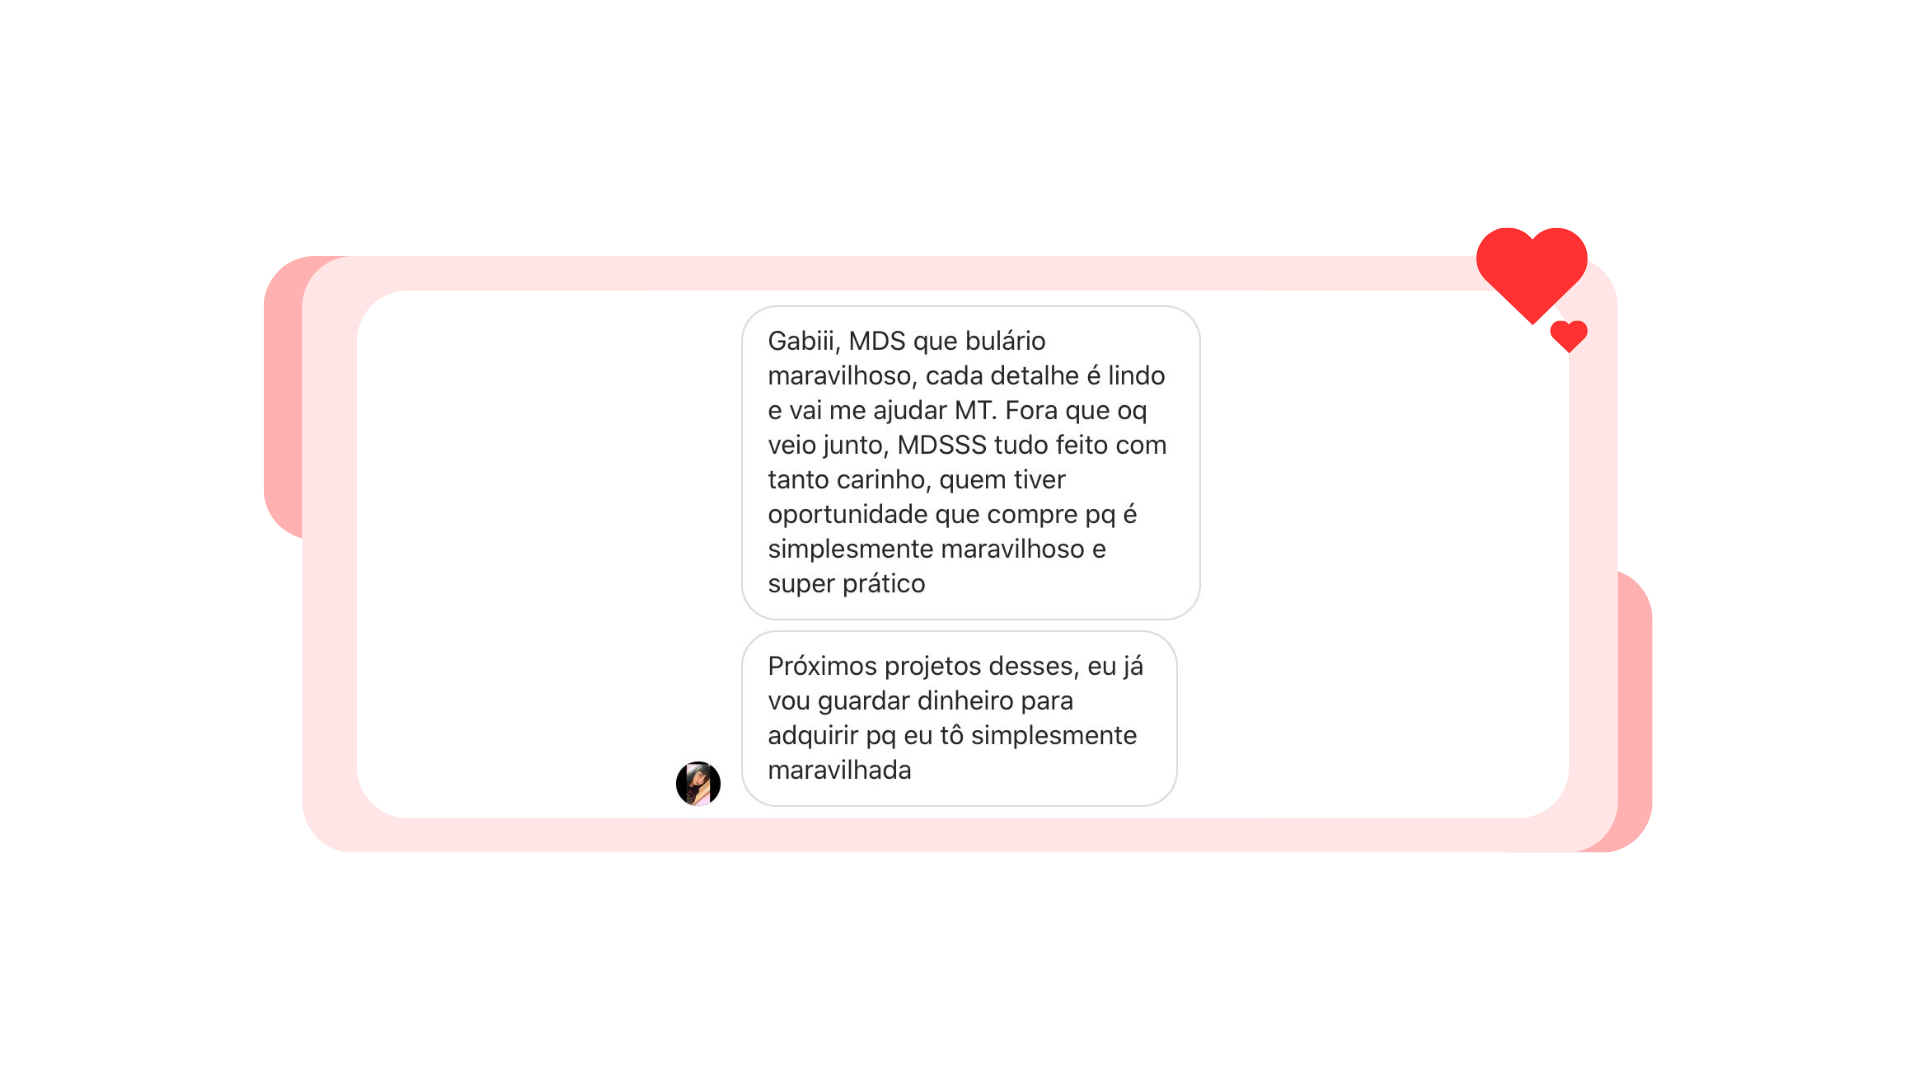 Gabiii, MDS que bulário
maravilhoso, cada detalhe é lindo
e vai me ajudar MT. Fora que oq
veio junto, MDSSS tudo feito com
tanto carinho, quem tiver
oportunidade que compre pq é
simplesmente maravilhoso e
super prático
Próximos projetos desses, eu já
vou guardar dinheiro para
adquirir pq eu tô simplesmente
maravilhada